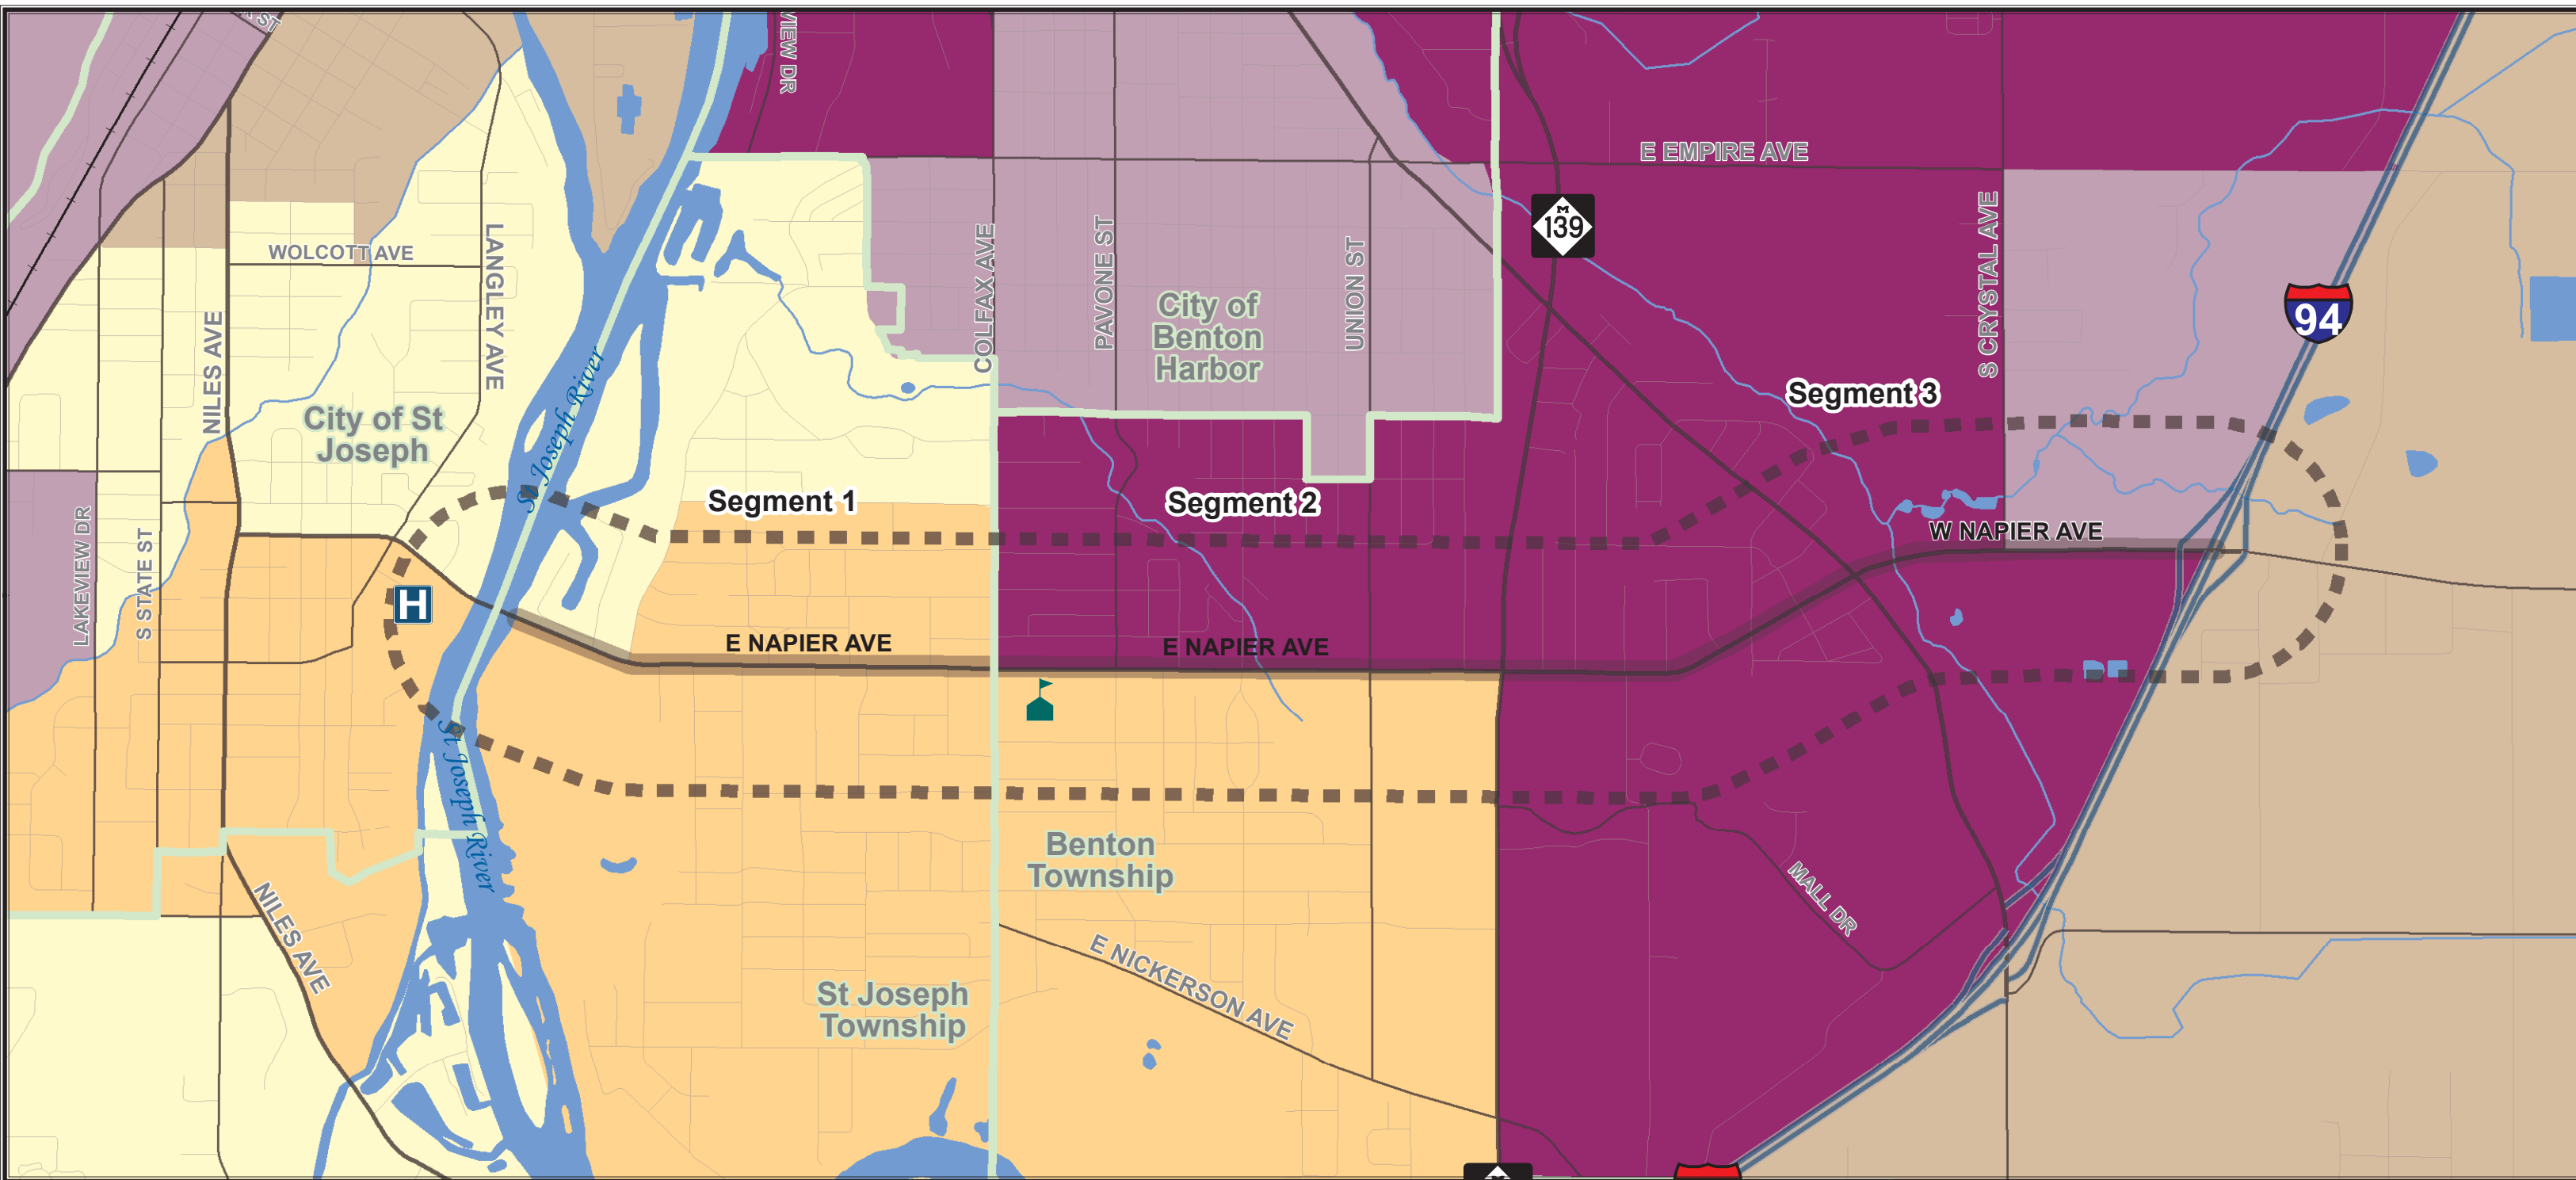 ST
VIEW DR
E EMPIRE AVE
M
139
WOLCOTT AVE
LANGLEY AVE
NILES AVE
COLFAX AVE
PAVONE ST
UNION ST
S CRYSTAL AVE
City of
Benton
Harbor
94
City of St
Joseph
St Joseph River
Segment 3
Segment 1
Segment 2
LAKEVIEW DR
S STATE ST
W NAPIER AVE
H
E NAPIER AVE
E NAPIER AVE
St Joseph River
Benton
Township
MALL DR
NILES AVE
E NICKERSON AVE
St Joseph
Township